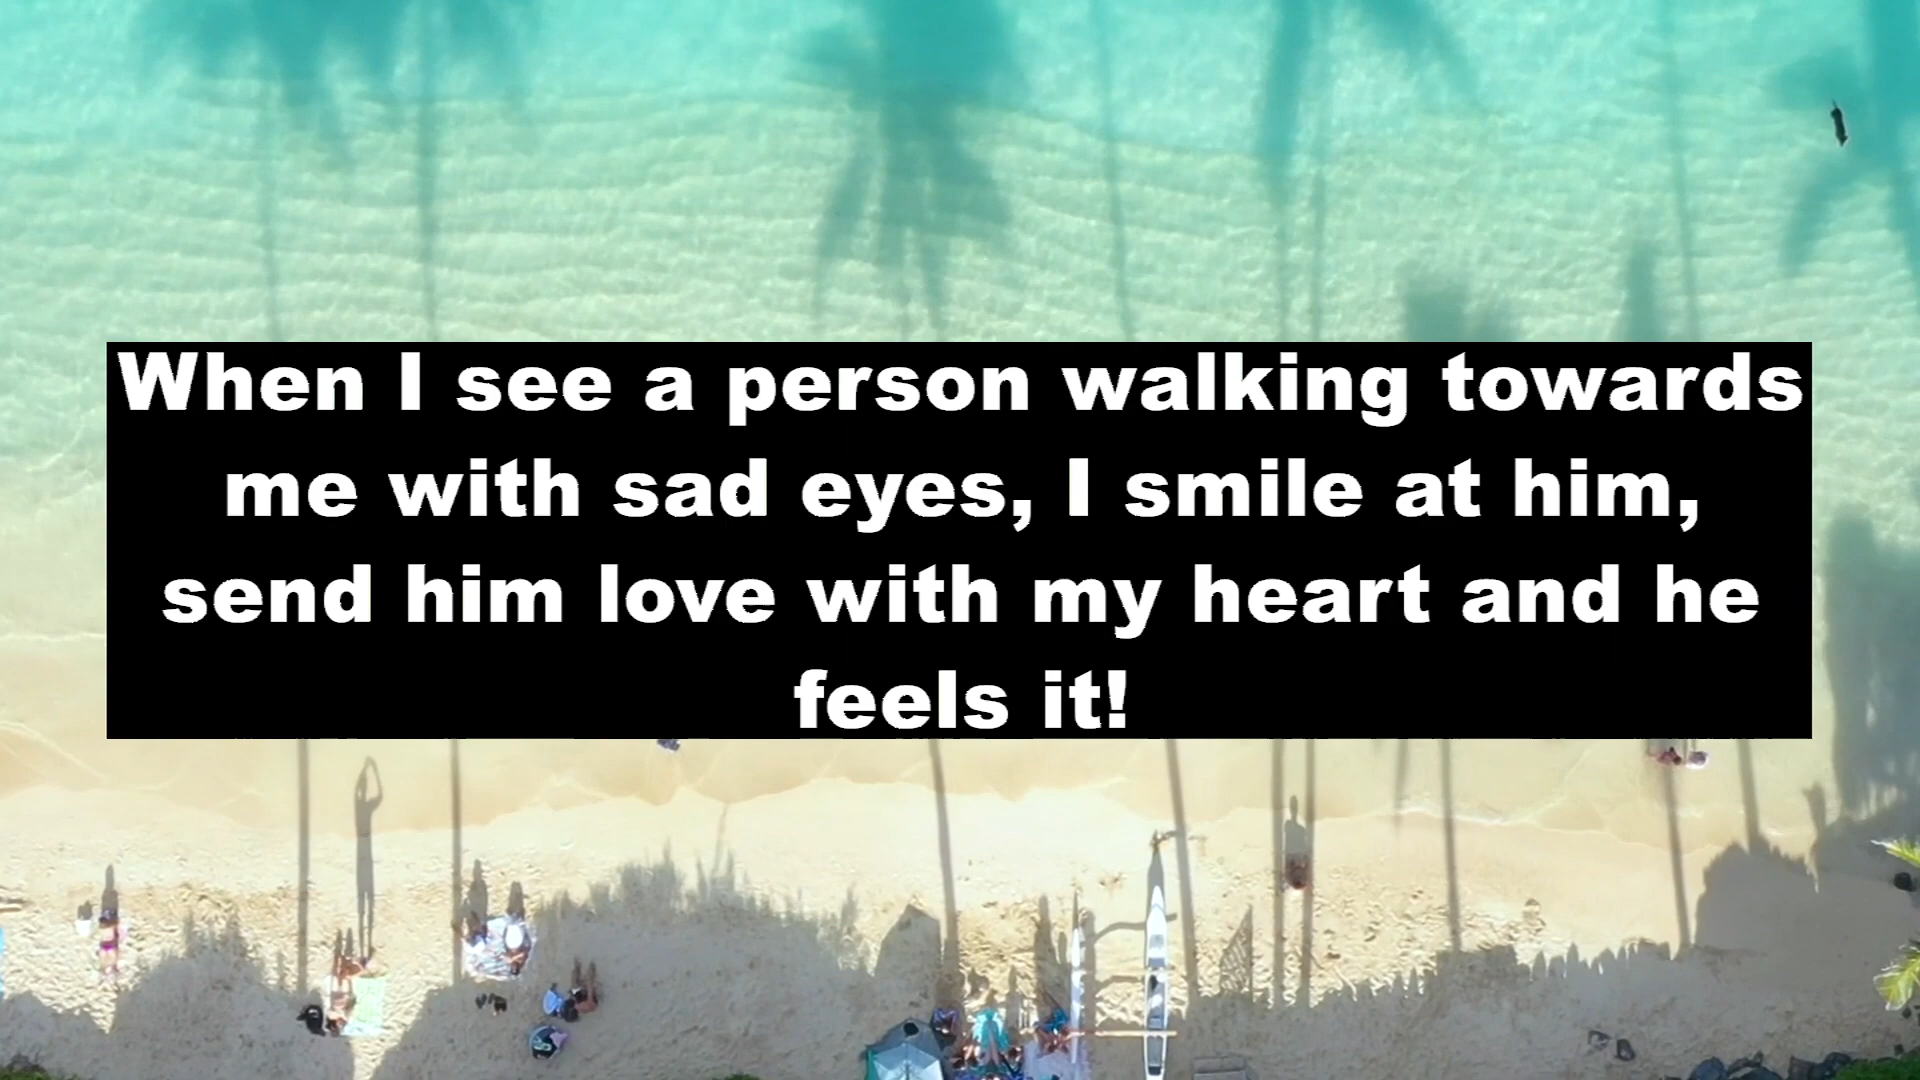 When I see a person walking towards
me with sad eyes, I smile at him,
send him love with my heart and he
feels it!